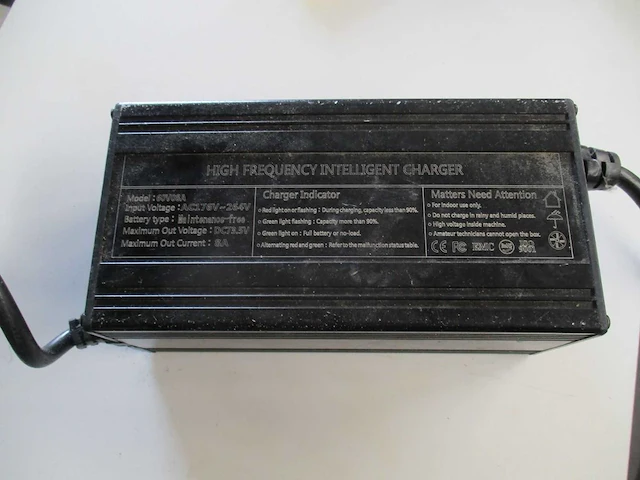 HIGH FREQUENCY INTELLIGENT CHARGER
Model : 60V08A
Input Voltage : AC176V-264V
Battery type : Maintenance-free
Maximum Out Voltage : DC73.5V
Maximum Out Current : 8A
Charger Indicator
Red light on or flashing : During charging, capacity less than 90%.
Green light flashing : Capacity more than 90%.
Green light on : Full battery or no-load.
Alternating red and green : Refer to the malfunction status table.
Matters Need Attention
For indoor use only.
Do not charge in rainy and humid places.
High voltage inside machine.
Amateur technicians cannot open the box.
CE FC EMC